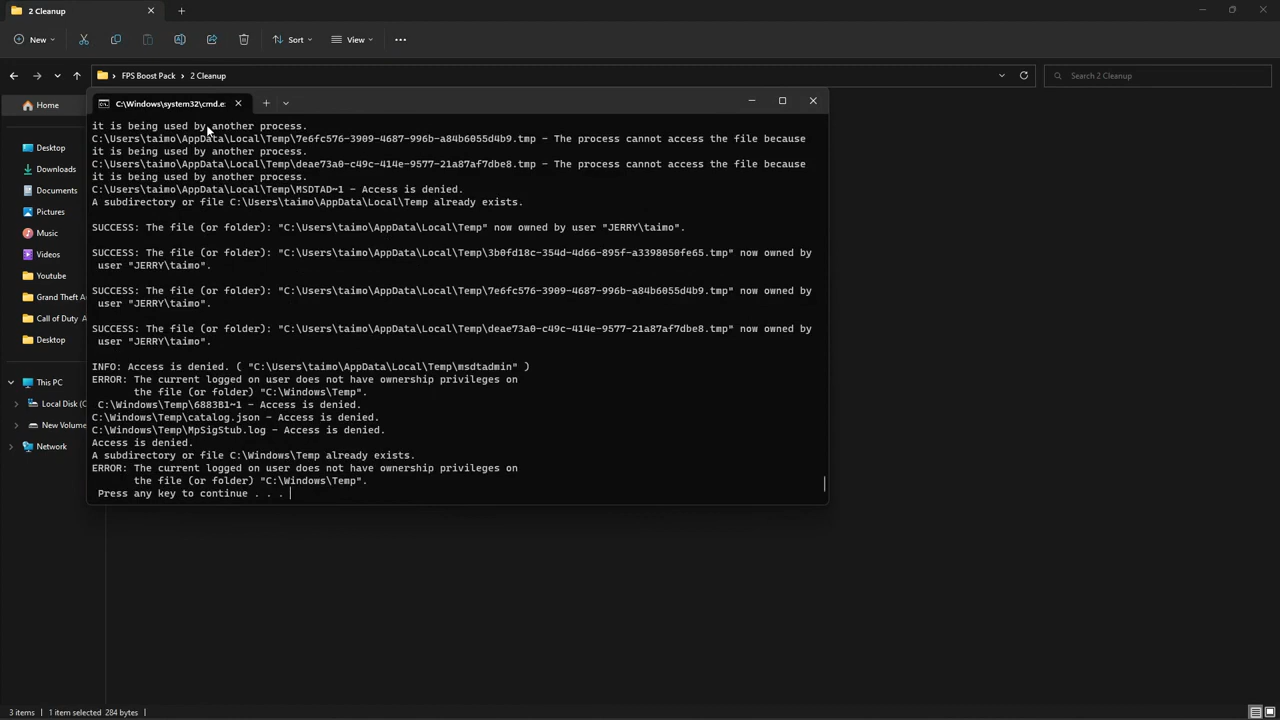 2 Cleanup
New
Sort
View
FPS Boost Pack
2 Cleanup
Search 2 Cleanup
Home
Desktop
Downloads
Documents
Pictures
Music
Videos
Youtube
Grand Theft A
Call of Duty
Desktop
This PC
Local Disk (C
New Volume
Network
C:\Windows\system32\cmd.e
it is being used by another process.
C:\Users\taimo\AppData\Local\Temp\7e6fc576-3909-4687-996b-a84b6055d4b9.tmp - The process cannot access the file because
it is being used by another process.
C:\Users\taimo\AppData\Local\Temp\deae73a0-c49c-414e-9577-21a87af7dbe8.tmp - The process cannot access the file because
it is being used by another process.
C:\Users\taimo\AppData\Local\Temp\MSDTAD~1 - Access is denied.
A subdirectory or file C:\Users\taimo\AppData\Local\Temp already exists.
SUCCESS: The file (or folder): "C:\Users\taimo\AppData\Local\Temp" now owned by user "JERRY\taimo".
SUCCESS: The file (or folder): "C:\Users\taimo\AppData\Local\Temp\3b0fd18c-354d-4d66-895f-a3398050fe65.tmp" now owned by
user "JERRY\taimo".
SUCCESS: The file (or folder): "C:\Users\taimo\AppData\Local\Temp\7e6fc576-3909-4687-996b-a84b6055d4b9.tmp" now owned by
user "JERRY\taimo".
SUCCESS: The file (or folder): "C:\Users\taimo\AppData\Local\Temp\deae73a0-c49c-414e-9577-21a87af7dbe8.tmp" now owned by
user "JERRY\taimo".
INFO: Access is denied. ( "C:\Users\taimo\AppData\Local\Temp\msdtadmin" )
ERROR: The current logged on user does not have ownership privileges on
the file (or folder) "C:\Windows\Temp".
C:\Windows\Temp\6883B1~1 - Access is denied.
C:\Windows\Temp\catalog.json - Access is denied.
C:\Windows\Temp\MpSigStub.log - Access is denied.
Access is denied.
A subdirectory or file C:\Windows\Temp already exists.
ERROR: The current logged on user does not have ownership privileges on
the file (or folder) "C:\Windows\Temp".
Press any key to continue . . .
3 items
1 item selected 284 bytes